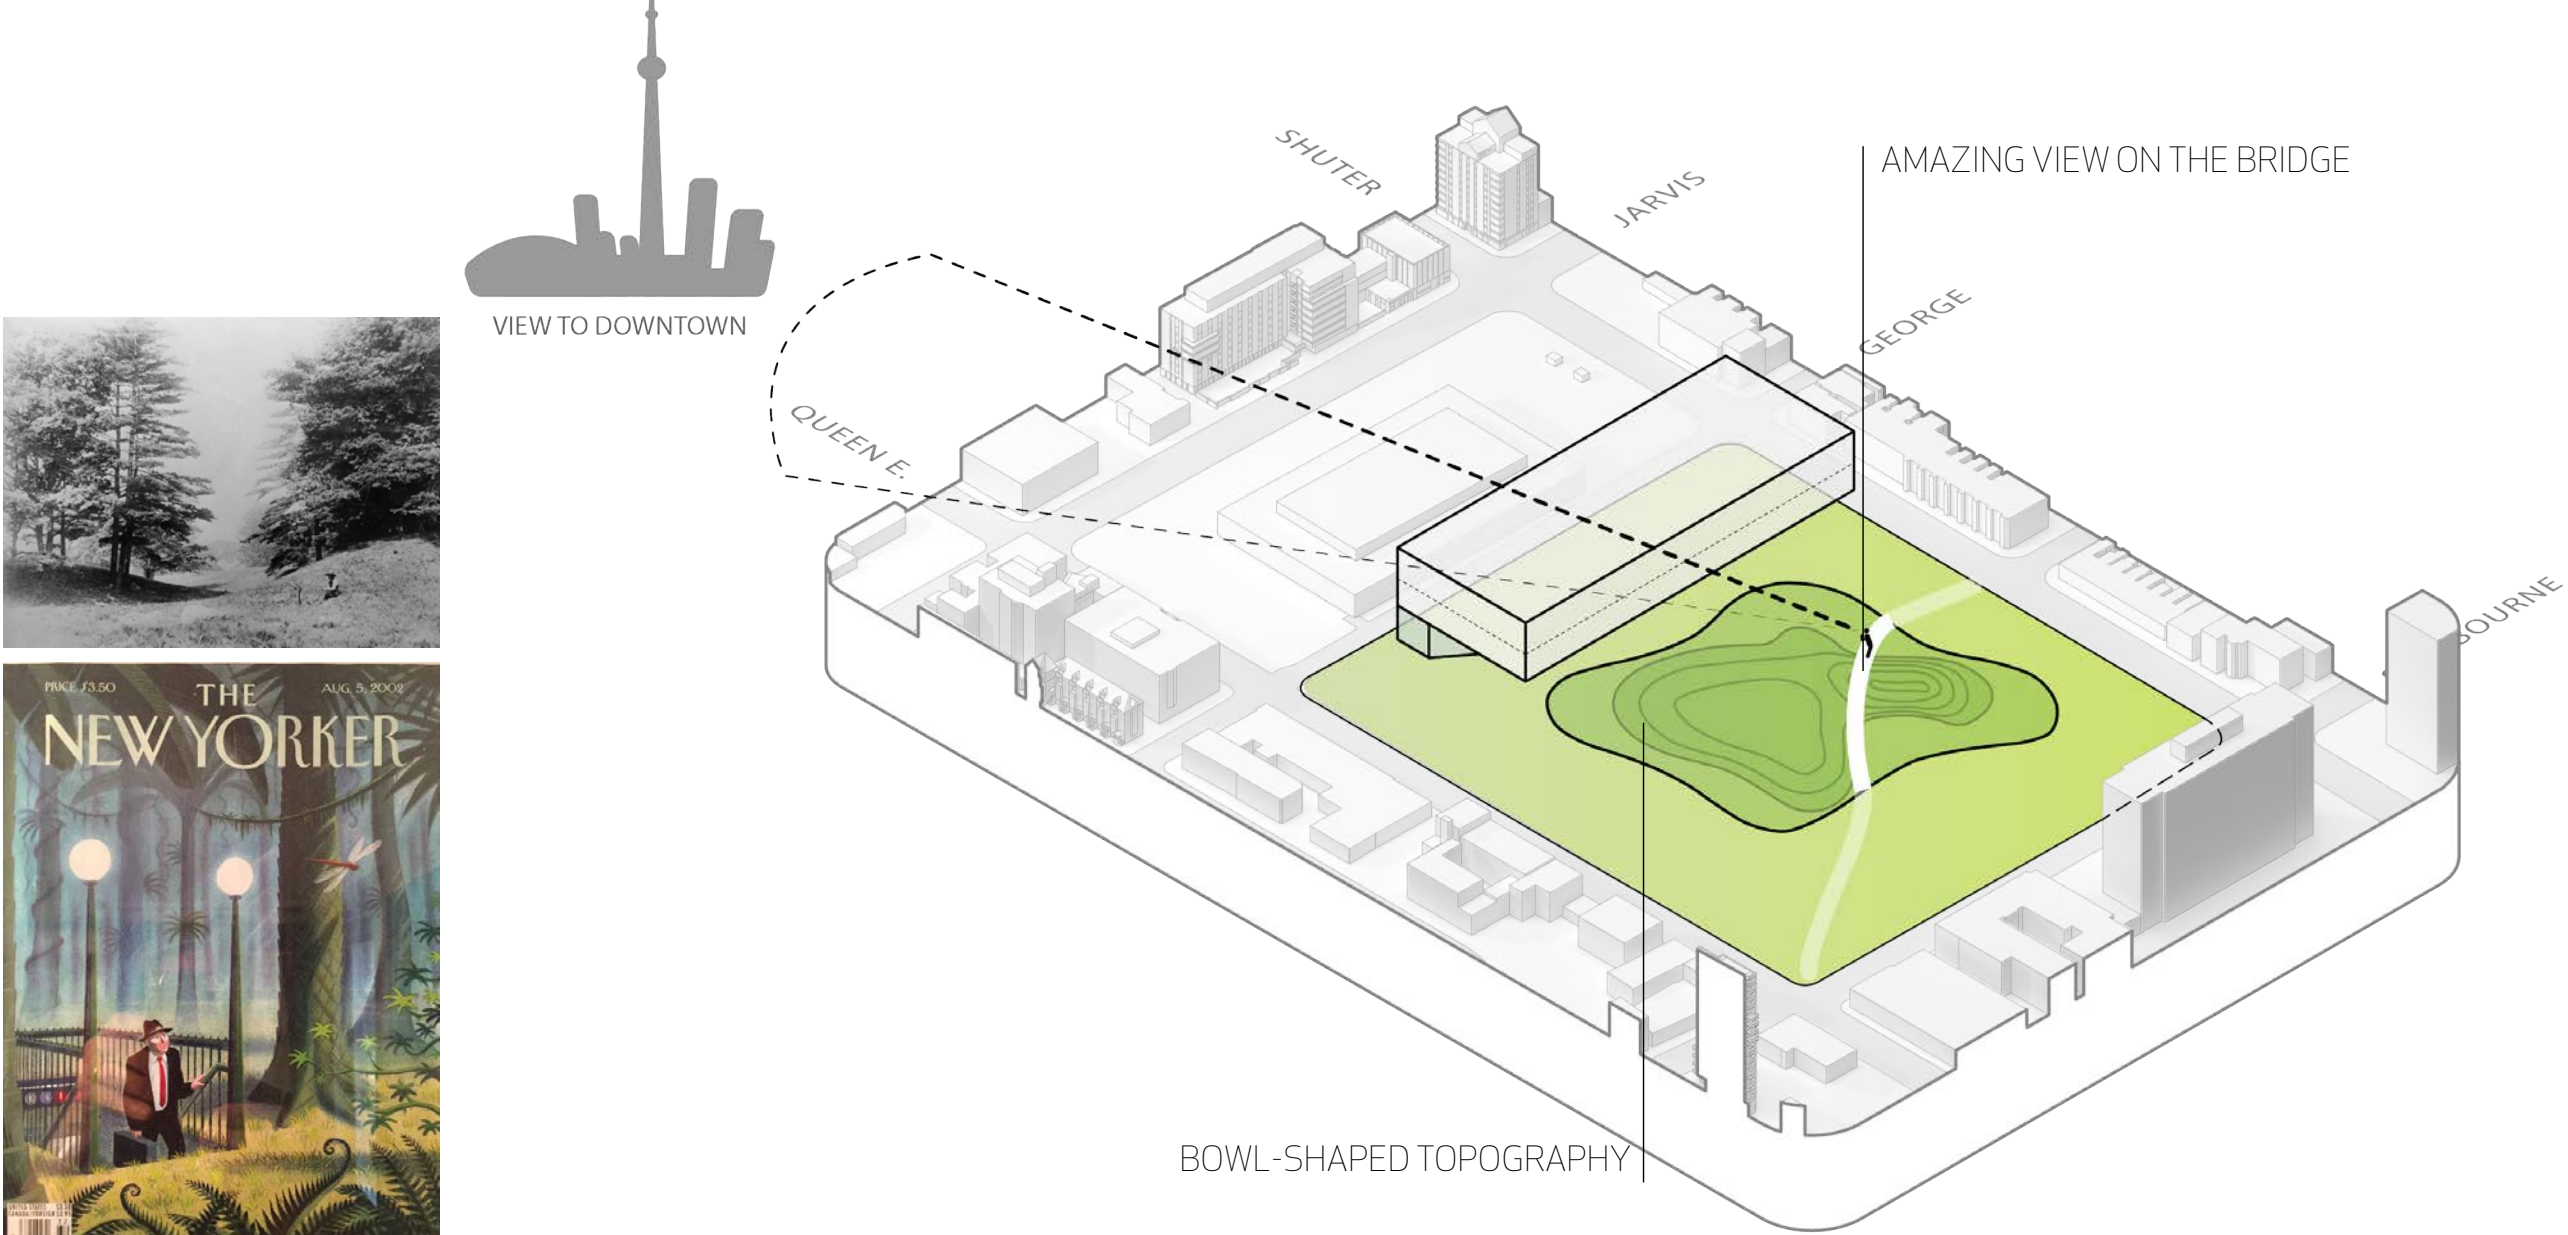 VIEW TO DOWNTOWN
SHUTER
JARVIS
AMAZING VIEW ON THE BRIDGE
GEORGE
QUEEN E.
BOURNE
PRICE $3.50
THE
AUG. 5, 2002
NEW YORKER
BOWL-SHAPED TOPOGRAPHY